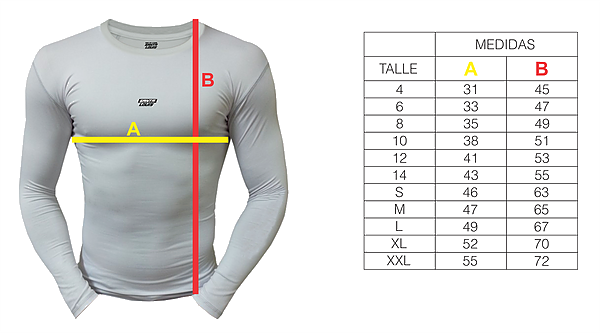 B
A
MEDIDAS
TALLE A B
4 31 45
6 33 47
8 35 49
10 38 51
12 41 53
14 43 55
S 46 63
M 47 65
L 49 67
XL 52 70
XXL 55 72